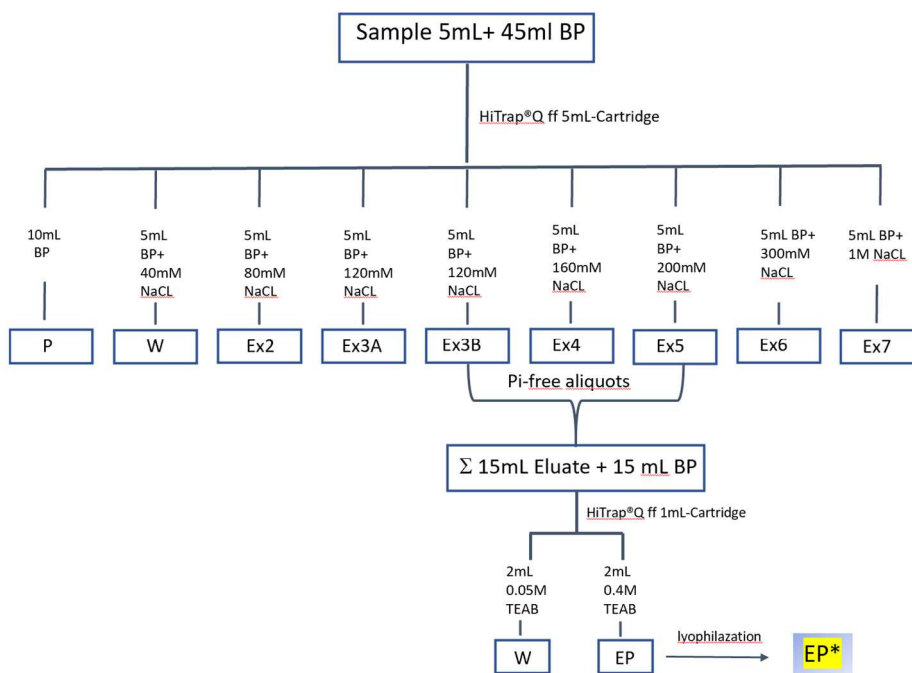 Sample 5mL+ 45ml BP
HiTrap®Q ff 5mL-Cartridge
10mL
BP
5mL
BP+
40mM
NaCL
5mL
BP+
80mM
NaCL
5mL
BP+
120mM
NaCL
5mL
BP+
120mM
NaCL
5mL
BP+
160mM
NaCL
5mL
BP+
200mM
NaCL
5mL BP+
300mM
NaCL
5mL BP+
1M NaCL
P
W
Ex2
Ex3A
Ex3B
Ex4
Ex5
Ex6
Ex7
Pi-free aliquots
Σ 15mL Eluate + 15 mL BP
HiTrap®Q ff 1mL-Cartridge
2mL
0.05M
TEAB
2mL
0.4M
TEAB
W
EP
lyophilazation
EP*